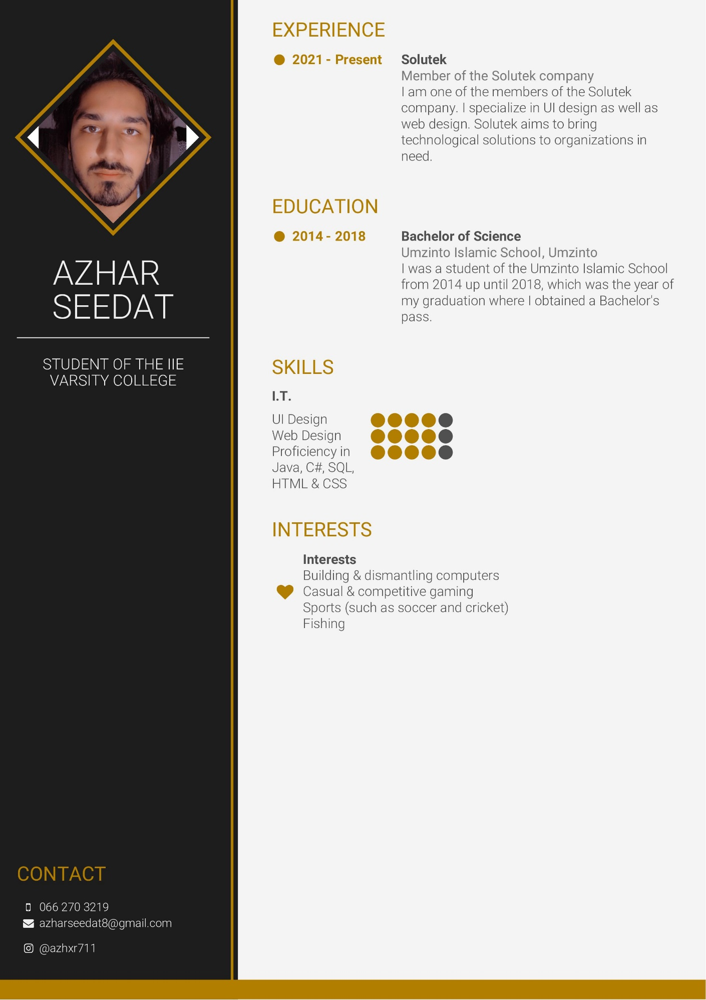 AZHAR
SEEDAT
STUDENT OF THE IIE
VARSITY COLLEGE
CONTACT
066 270 3219
azharseedat8@gmail.com
@azhxr711
EXPERIENCE
2021 - Present
Solutek
Member of the Solutek company
I am one of the members of the Solutek
company. I specialize in UI design as well as
web design. Solutek aims to bring
technological solutions to organizations in
need.
EDUCATION
2014 - 2018
Bachelor of Science
Umzinto Islamic School, Umzinto
I was a student of the Umzinto Islamic School
from 2014 up until 2018, which was the year of
my graduation where I obtained a Bachelor's
pass.
SKILLS
I.T.
UI Design
Web Design
Proficiency in
Java, C#, SQL,
HTML & CSS
INTERESTS
Interests
Building & dismantling computers
Casual & competitive gaming
Sports (such as soccer and cricket)
Fishing